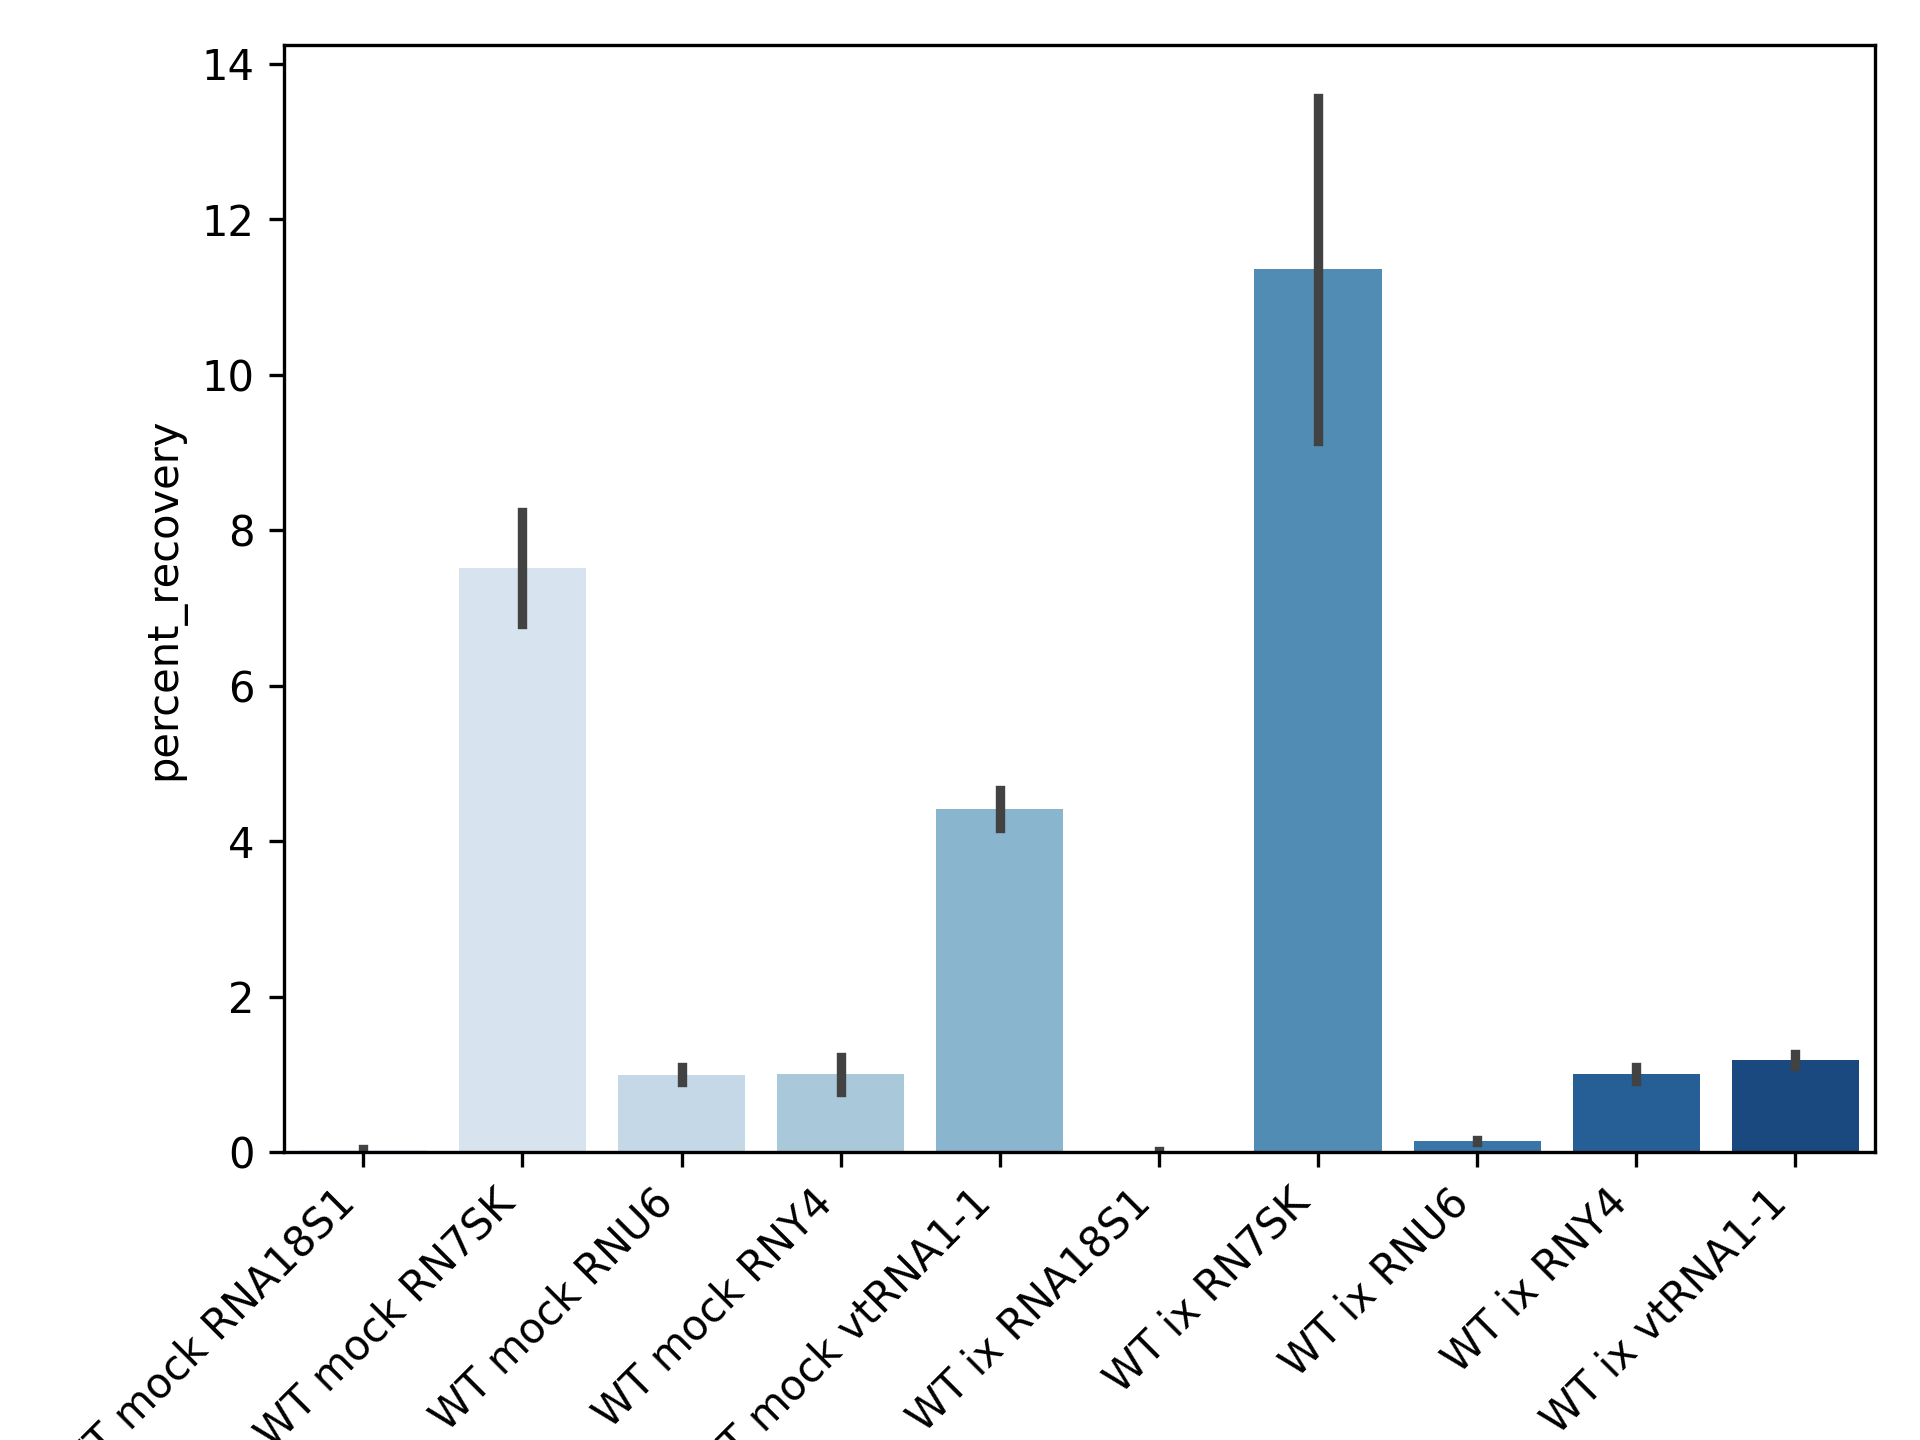 14
12
10
8
6
4
2
0
percent_recovery
mock RNA18S1
WT mock RN7SK
WT mock RNU6
WT mock RNY4
mock vtRNA1-1
WT ix RNA18S1
WT ix RN7SK
WT ix RNU6
WT ix RNY4
WT ix vtRNA1-1